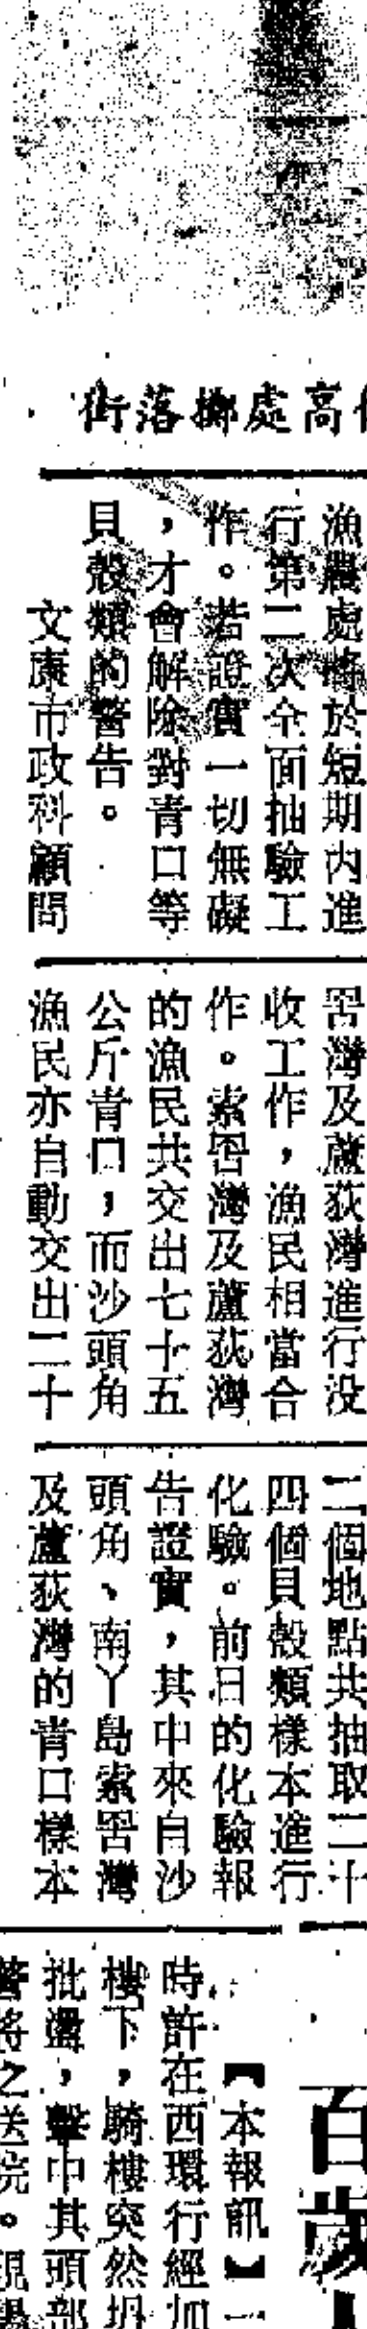 高處擲落街
漁農處將於短期內進
行第二次全面抽驗工
作。若證實一切無礙
，才會解除對青口等
貝殼類的警告。
文康市政科顧問
罟灣及蘆荻灣進行没
收工作，漁民相當合
作。索罟灣及蘆荻灣
的漁民共交出七十五
公斤青口，而沙頭角
漁民亦自動交出二十
二個地點共抽取二十
四個貝殼類樣本進行
化驗。前日的化驗報
告證實，其中來自沙
頭角、南丫島索罟灣
及蘆荻灣的青口樣本
百歲
【本報訊】一
時許在西環行經加
樓下，騎樓突然坍
批盪，擊中其頭部
著將之送院。現